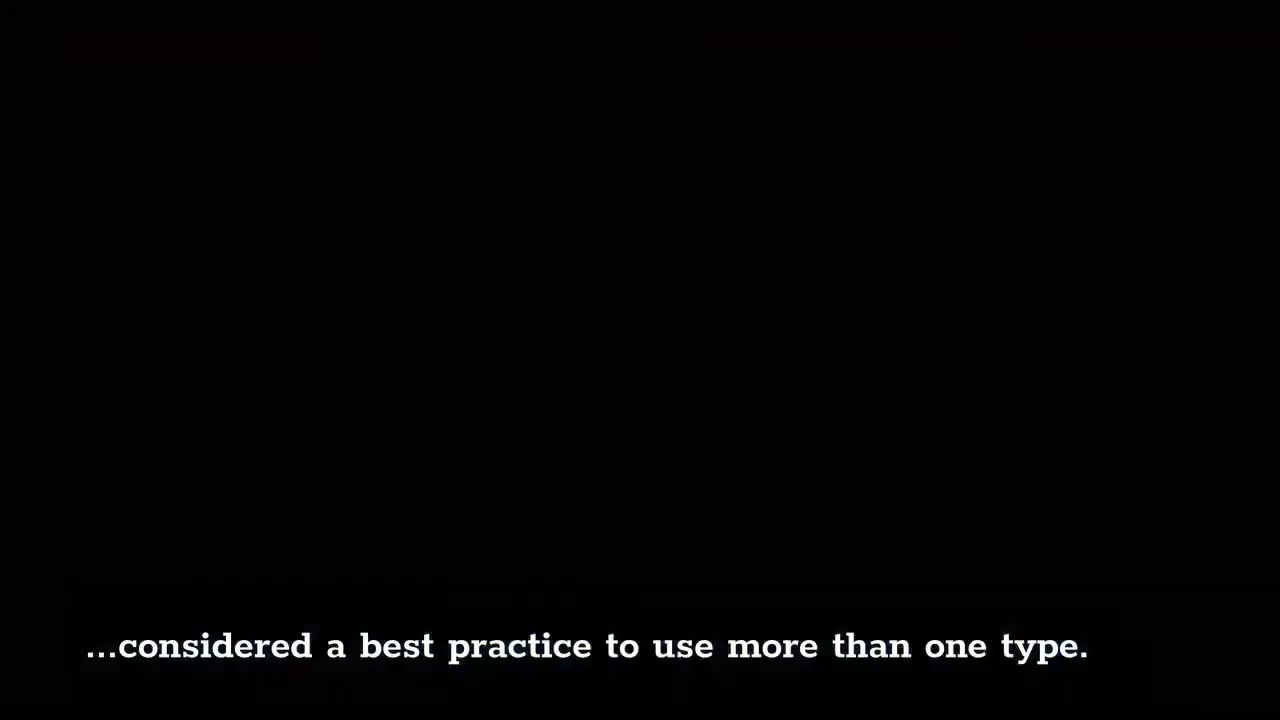 ...considered a best practice to use more than one type.